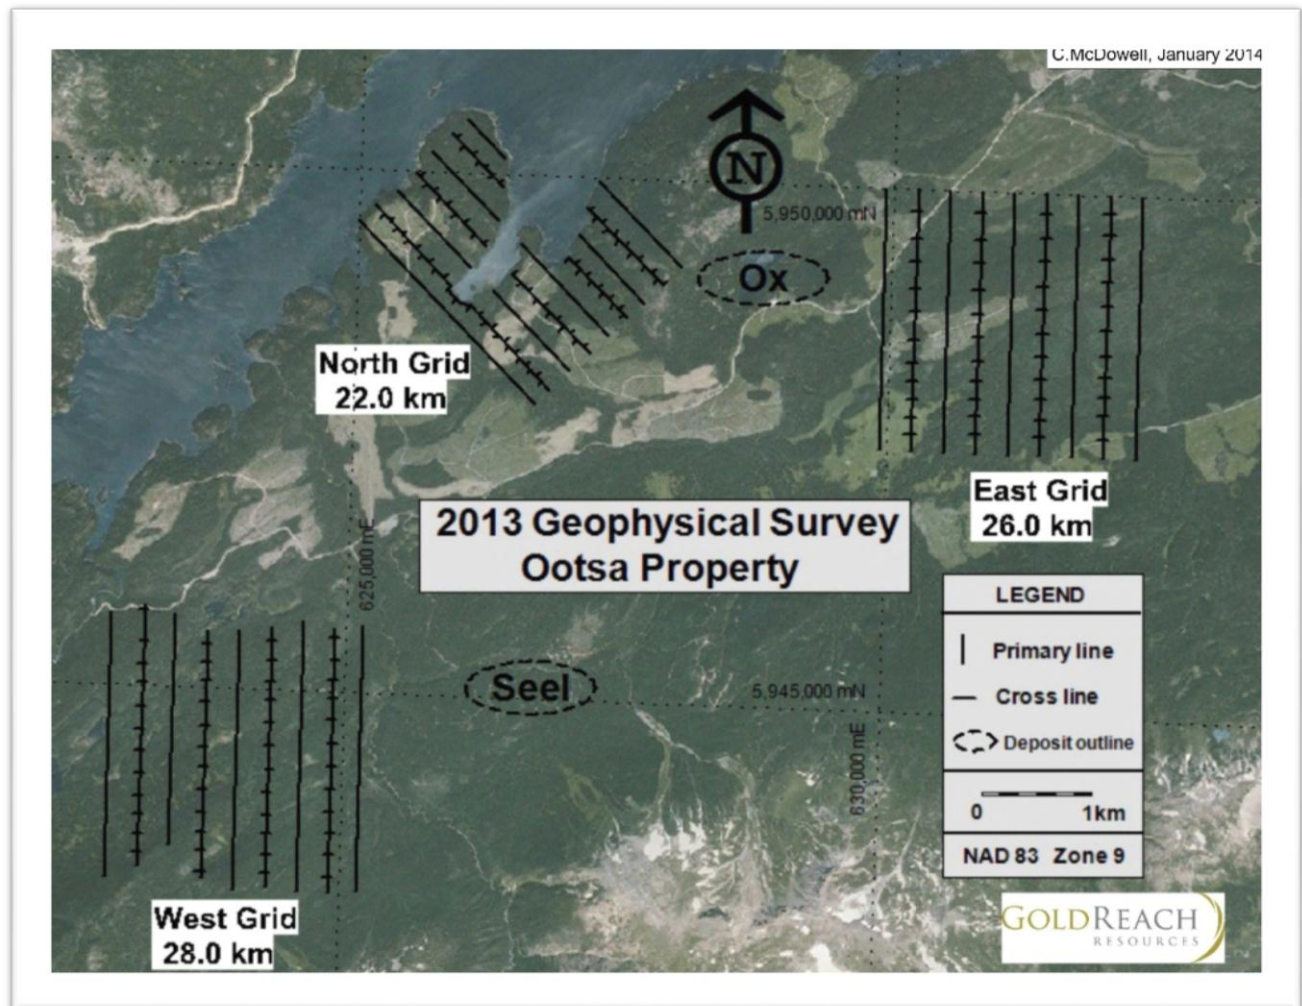 C.McDowell, January 2014
N
5,950,000 mN
Ox
North Grid
22.0 km
East Grid
26.0 km
2013 Geophysical Survey
Ootsa Property
625,000 mE
LEGEND
Primary line
Cross line
Deposit outline
0 1km
NAD 83 Zone 9
Seel
5,945,000 mN
630,000 mE
West Grid
28.0 km
GOLDREACH
RESOURCES